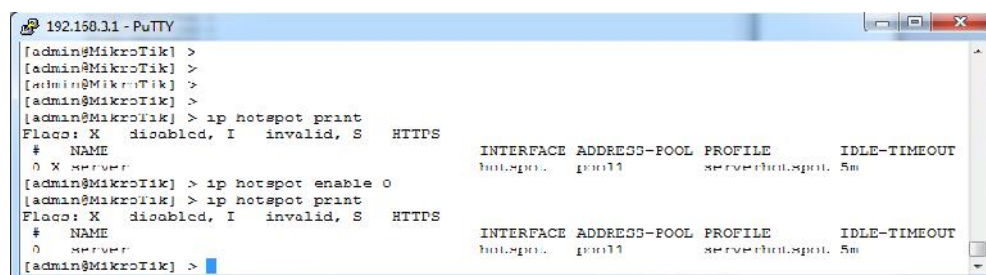 192.168.3.1 - PuTTY
[admin@MikroTik] >
[admin@MikroTik] >
[admin@MikroTik] >
[admin@MikroTik] >
[admin@MikroTik] > ip hotspot print
Flags: X disabled, I invalid, S HTTPS
# NAME INTERFACE ADDRESS-POOL PROFILE IDLE-TIMEOUT
0 X server hotspot pool1 serverhotspot 5m
[admin@MikroTik] > ip hotspot enable 0
[admin@MikroTik] > ip hotspot print
Flags: X disabled, I invalid, S HTTPS
# NAME INTERFACE ADDRESS-POOL PROFILE IDLE-TIMEOUT
0 server hotspot pool1 serverhotspot 5m
[admin@MikroTik] >